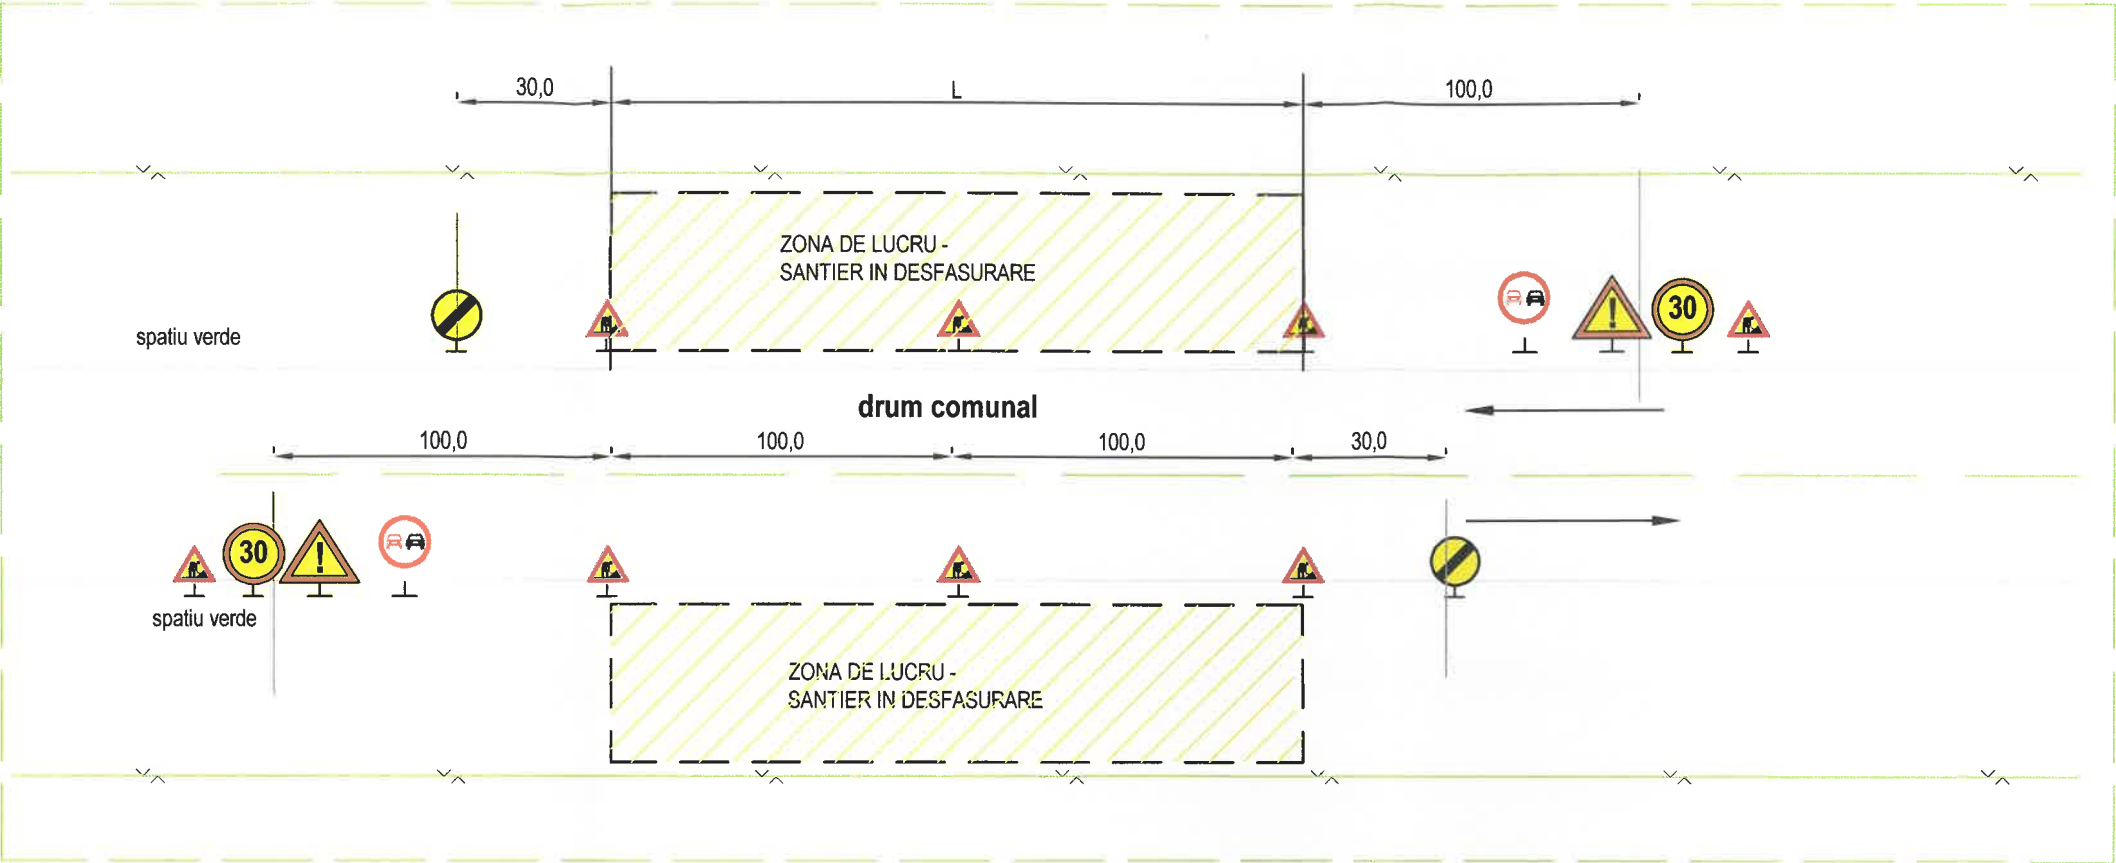 30,0
L
100,0
ZONA DE LUCRU -
SANTIER IN DESFASURARE
!
30
spatiu verde
drum comunal
100,0
100,0
100,0
30,0
30
!
spatiu verde
ZONA DE LUCRU -
SANTIER IN DESFASURARE